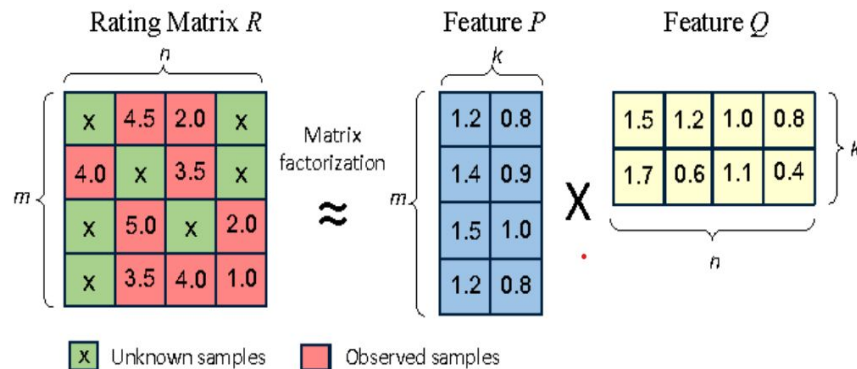 Rating Matrix R Feature P Feature Q
n
k
x 4.5 2.0 x
4.0 x 3.5 x
x 5.0 x 2.0
x 3.5 4.0 1.0
m
Matrix
factorization
≈
m
1.2 0.8
1.4 0.9
1.5 1.0
1.2 0.8
X
1.5 1.2 1.0 0.8
1.7 0.6 1.1 0.4
k
n
x Unknown samples Observed samples